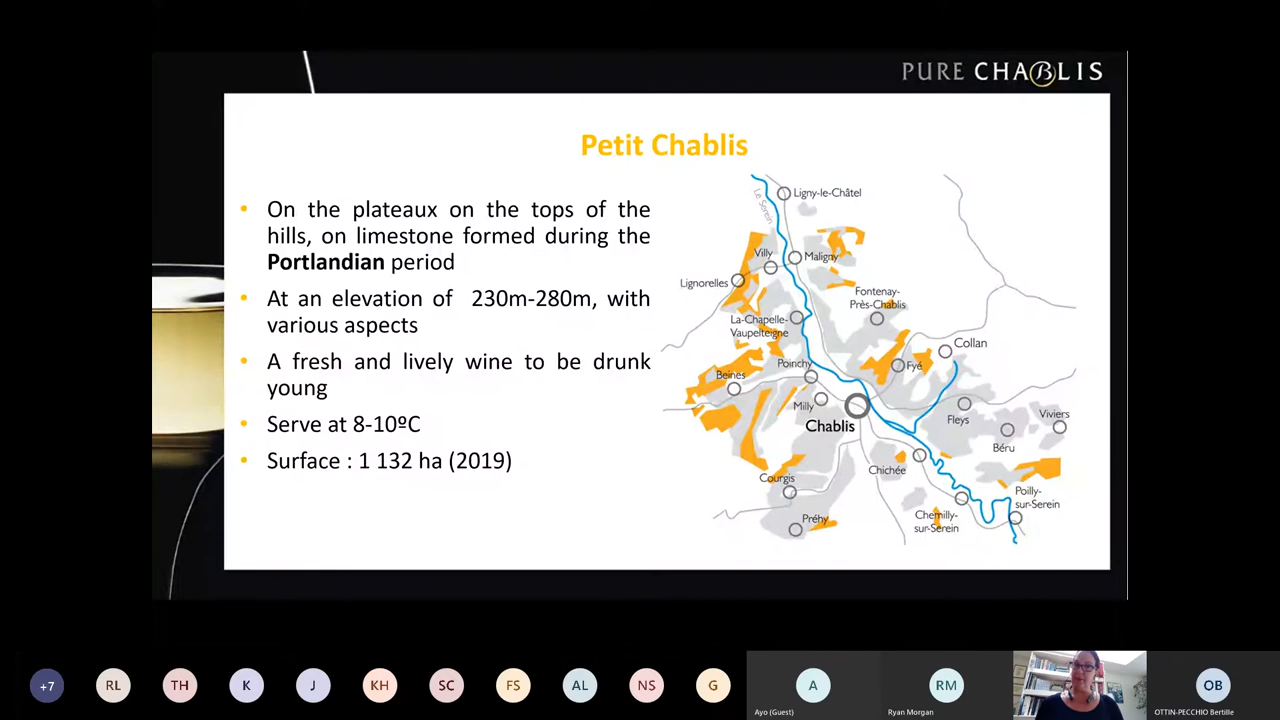 PURE CHABLIS
Petit Chablis
• On the plateaux on the tops of the
hills, on limestone formed during the
Portlandian period
• At an elevation of 230m-280m, with
various aspects
• A fresh and lively wine to be drunk
young
• Serve at 8-10ºC
• Surface : 1 132 ha (2019)
Le Serein
Ligny-le-Châtel
Villy
Maligny
Lignorelles
Fontenay-
Près-Chablis
La-Chapelle-
Vaupelteigne
Collan
Poinchy
Fyé
Beines
Milly
Chablis
Fleys
Viviers
Béru
Chichée
Courgis
Poilly-
sur-Serein
Préhy
Chemilly-
sur-Serein
+7
RL
TH
K
J
KH
SC
FS
AL
NS
G
A
Ayo (Guest)
RM
Ryan Morgan
OB
OTTIN-PECCHIO Bertille